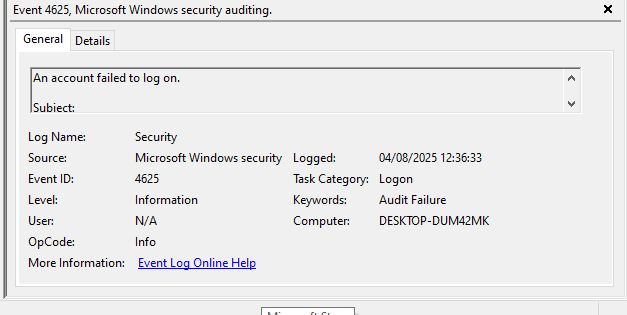 Event 4625, Microsoft Windows security auditing.
General Details
An account failed to log on.
Subject:
Log Name: Security
Source: Microsoft Windows security Logged: 04/08/2025 12:36:33
Event ID: 4625 Task Category: Logon
Level: Information Keywords: Audit Failure
User: N/A Computer: DESKTOP-DUM42MK
OpCode: Info
More Information: Event Log Online Help